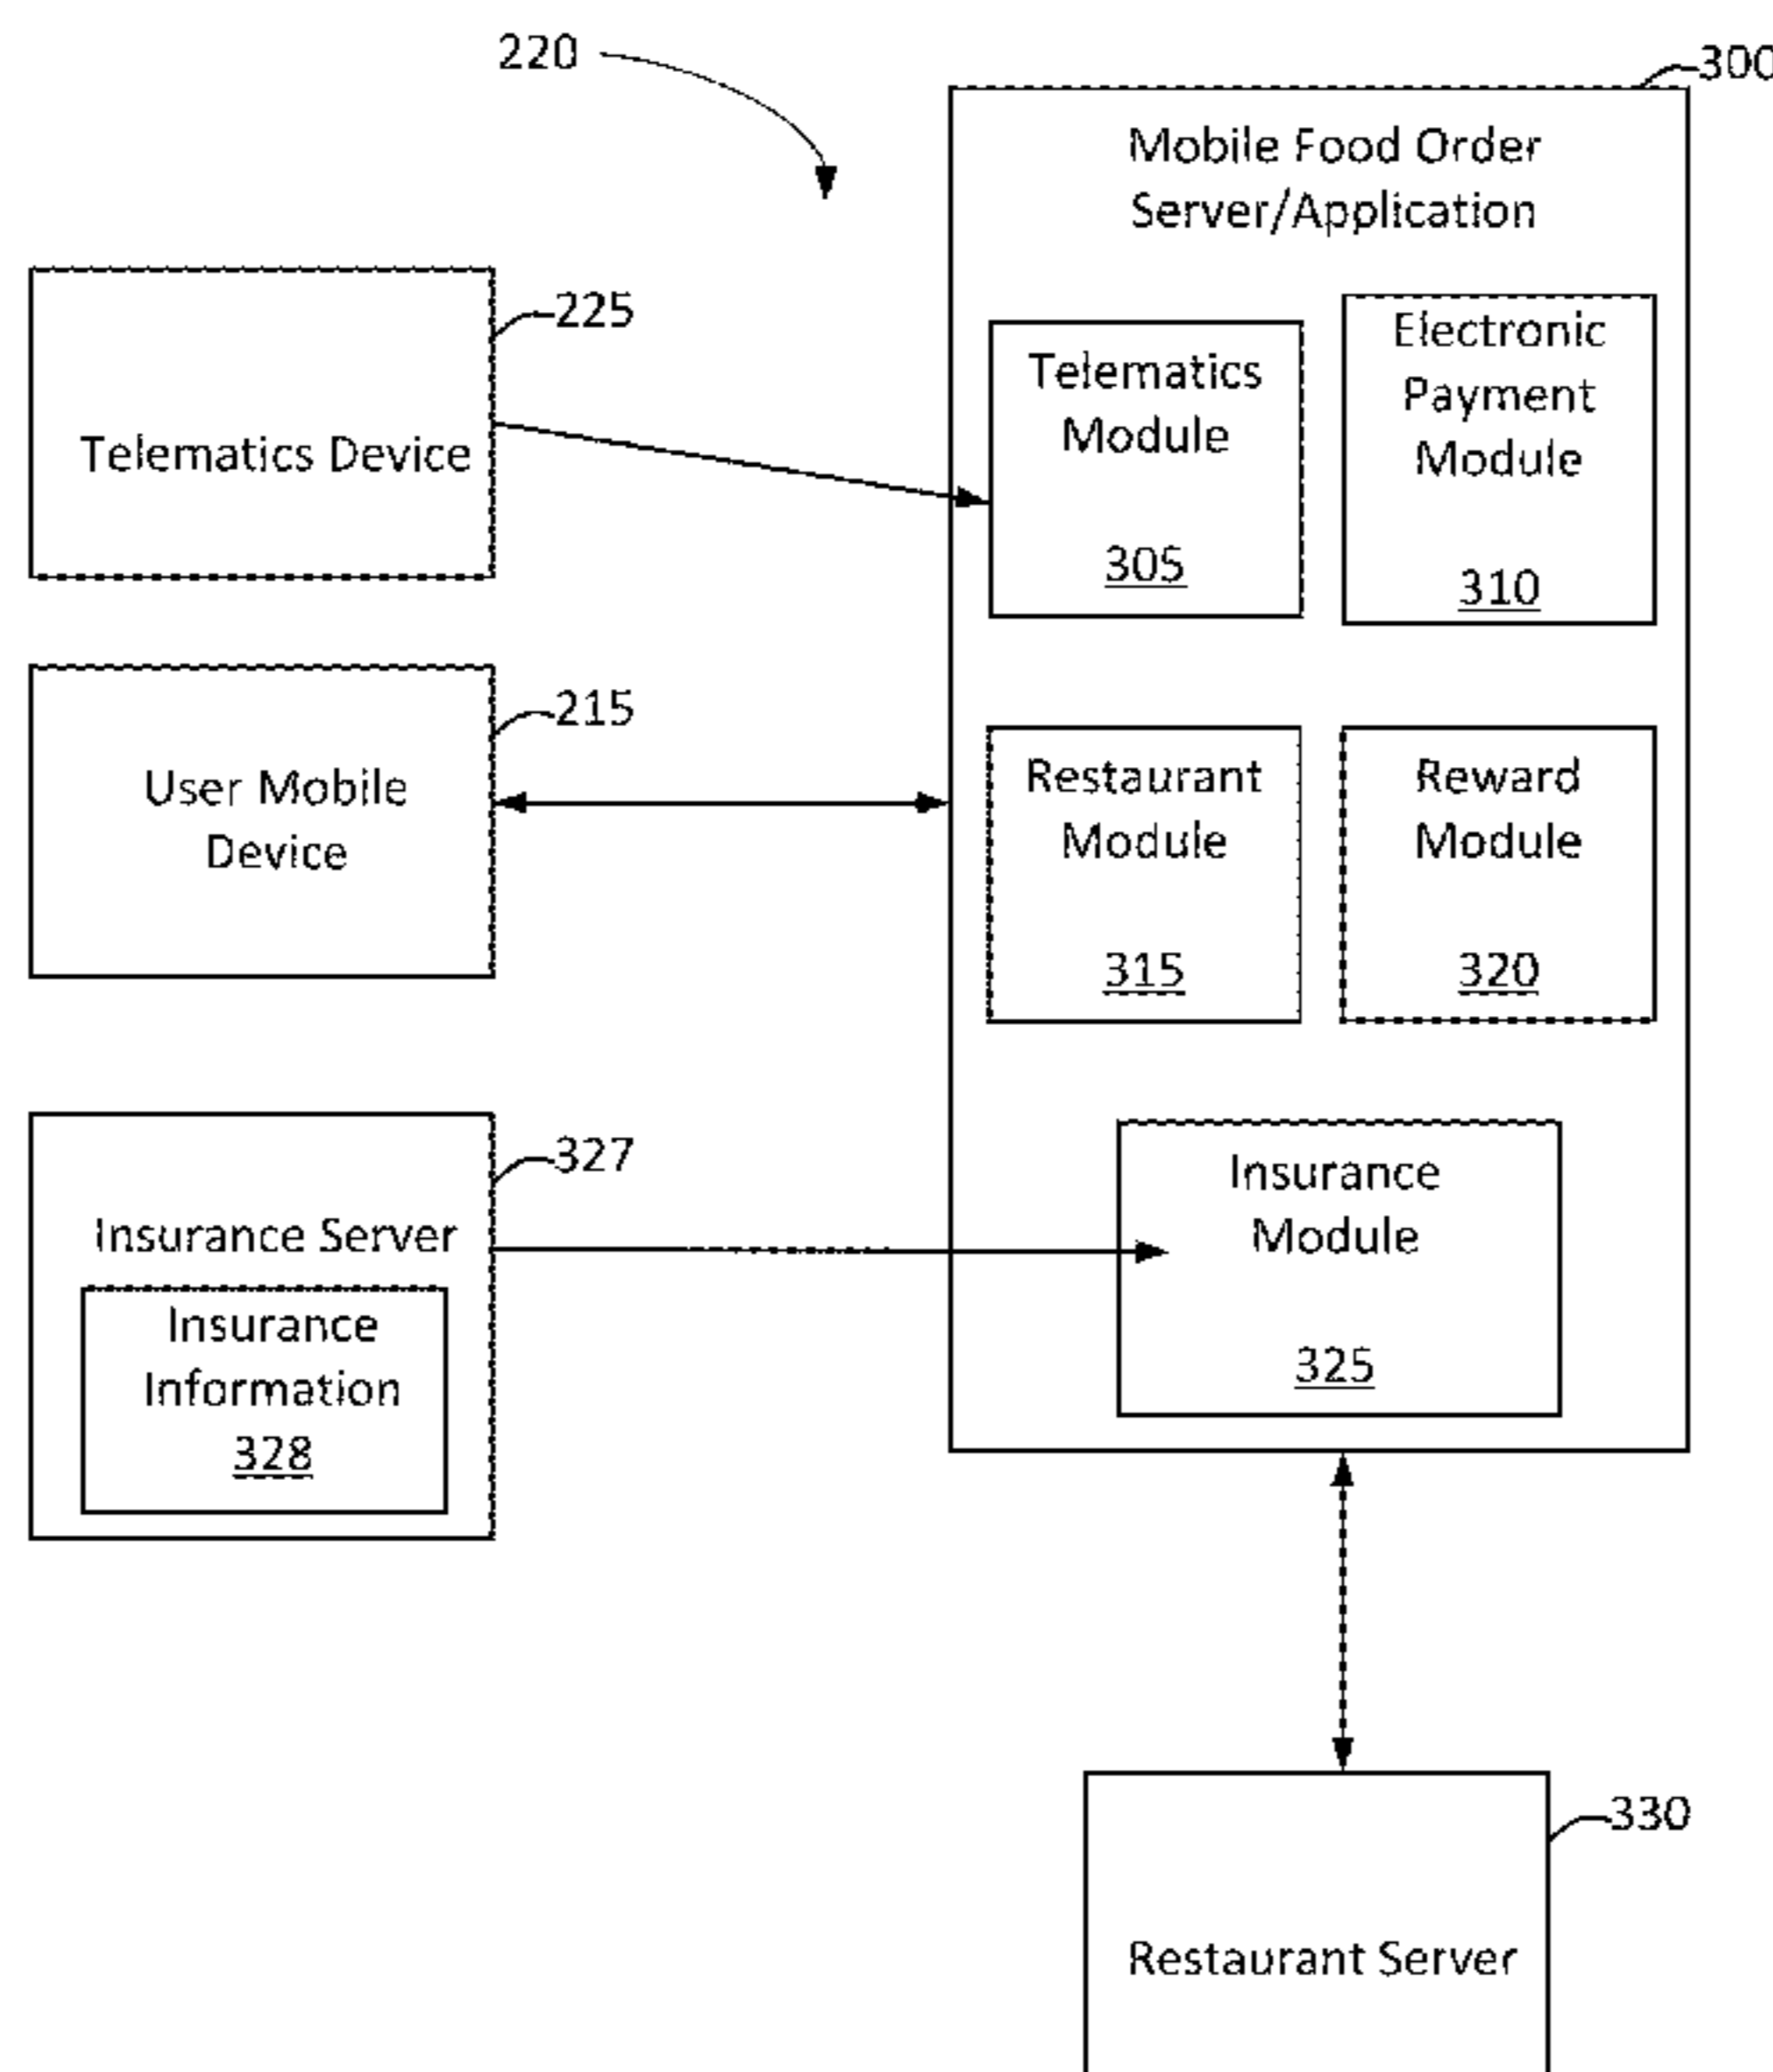 220
300
Mobile Food Order
Server/Application
225
Telematics Device
Telematics
Module
305
Electronic
Payment
Module
310
215
User Mobile
Device
Restaurant
Module
315
Reward
Module
320
327
Insurance Server
Insurance
Information
328
Insurance
Module
325
330
Restaurant Server